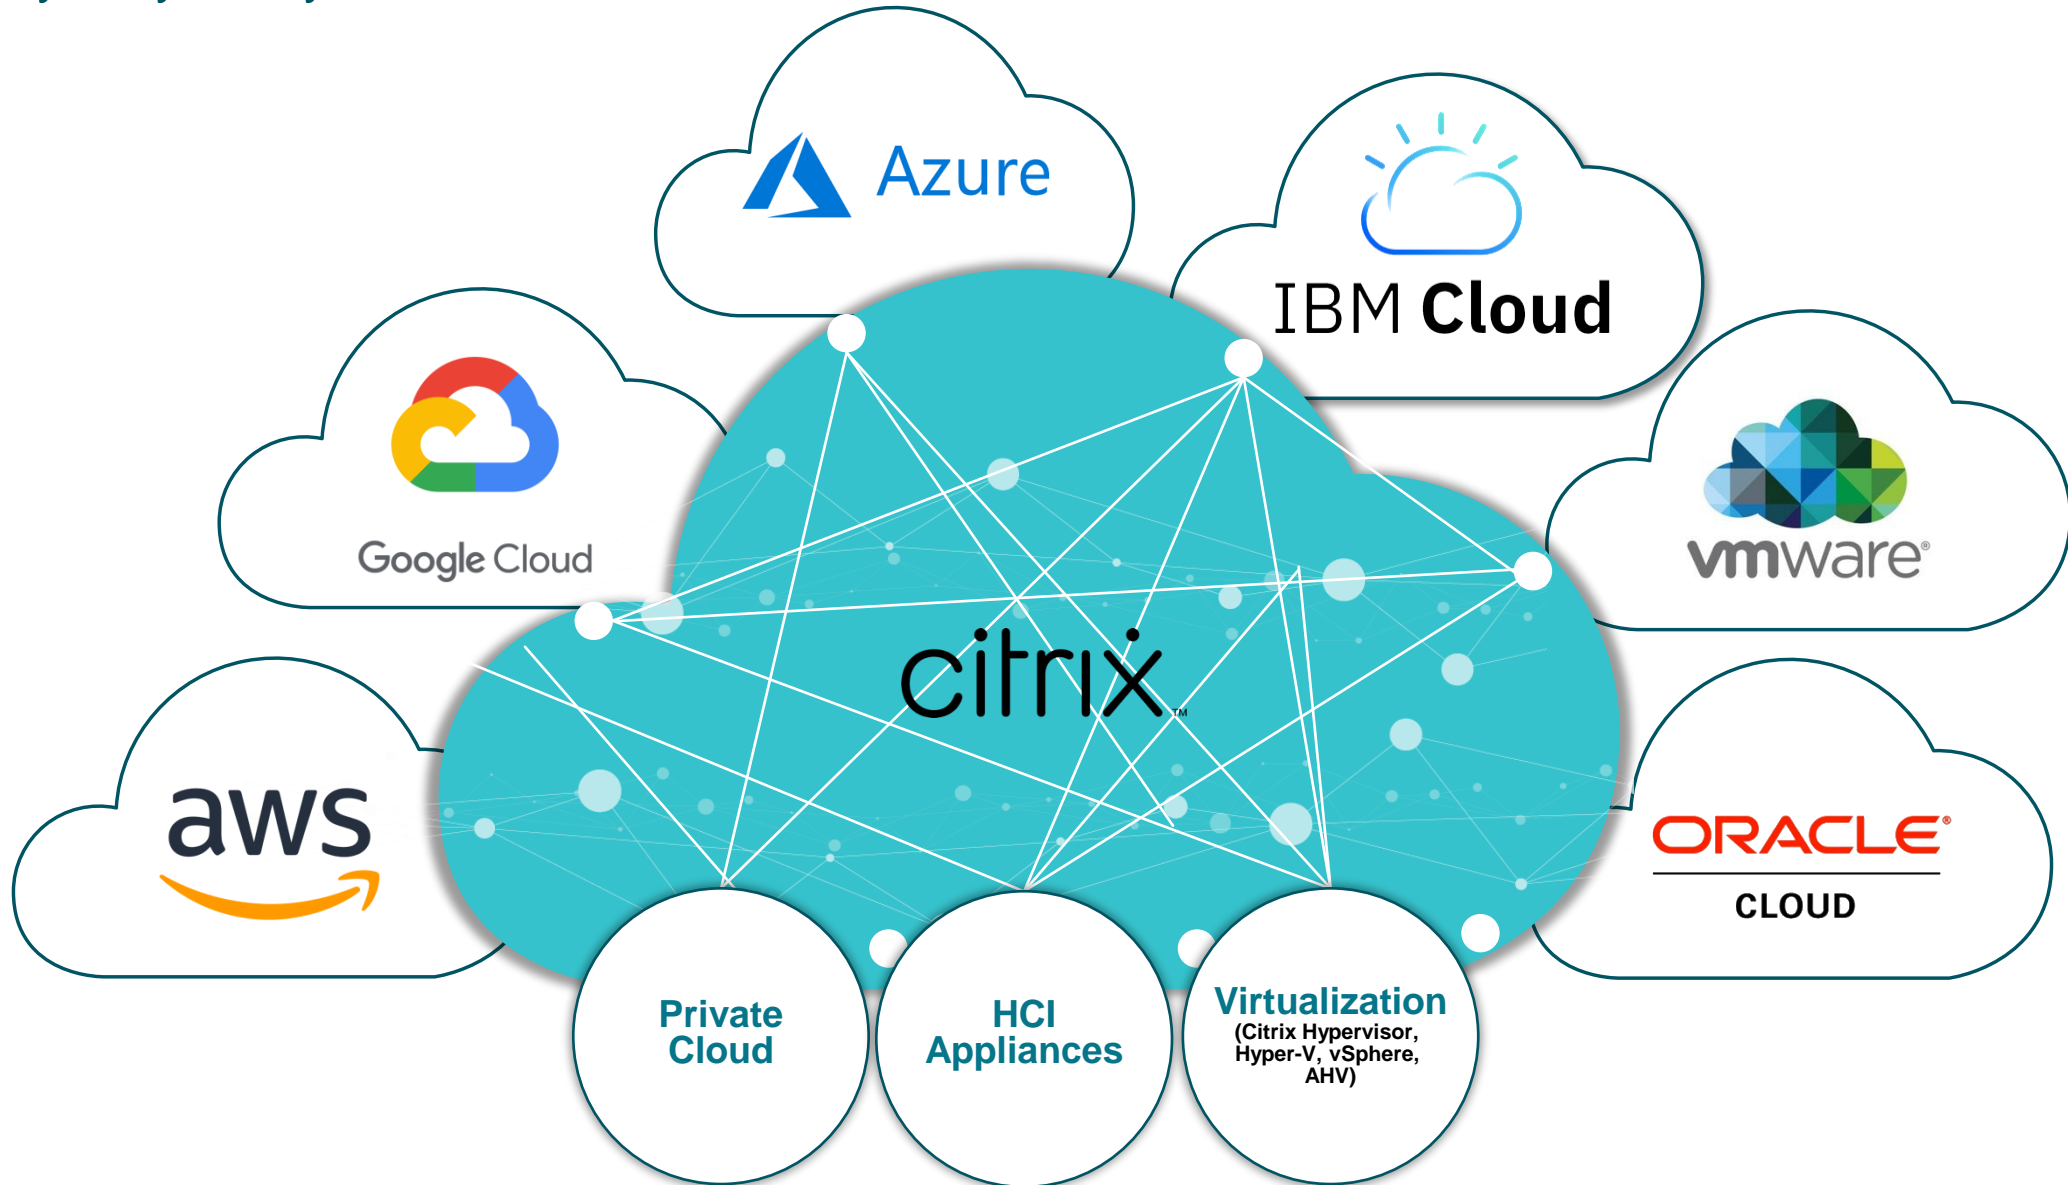 Azure
IBM Cloud
Google Cloud
vmware®
citrix™
aws
ORACLE®
CLOUD
Private
Cloud
HCI
Appliances
Virtualization
(Citrix Hypervisor,
Hyper-V, vSphere,
AHV)